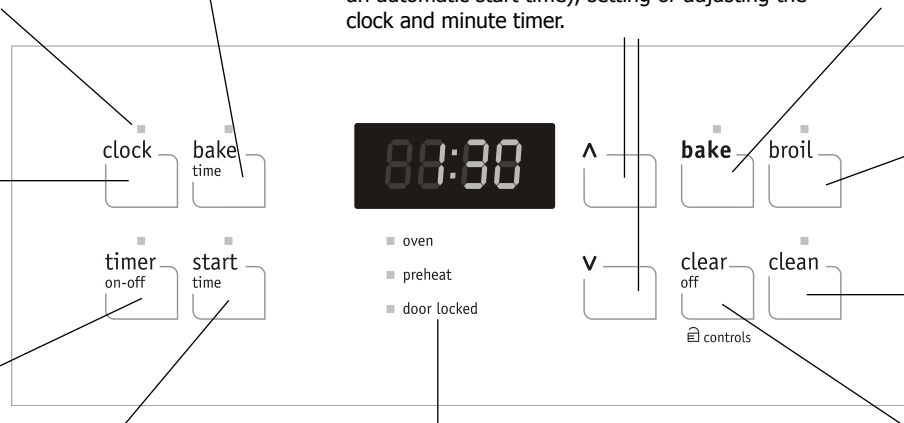 an automatic start time), setting or adjusting the
clock and minute timer.
clock
bake
time
1:30
^
bake
broil
timer
on-off
start
time
oven
preheat
door locked
v
clear
off
clean
controls